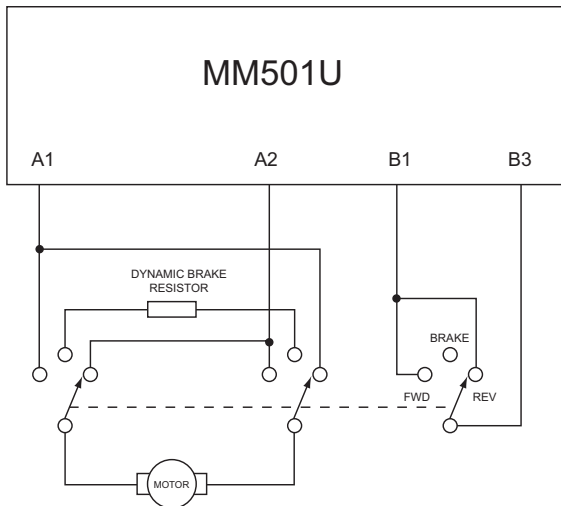 MM501U
A1
A2
B1
B3
DYNAMIC BRAKE
RESISTOR
BRAKE
FWD
REV
MOTOR